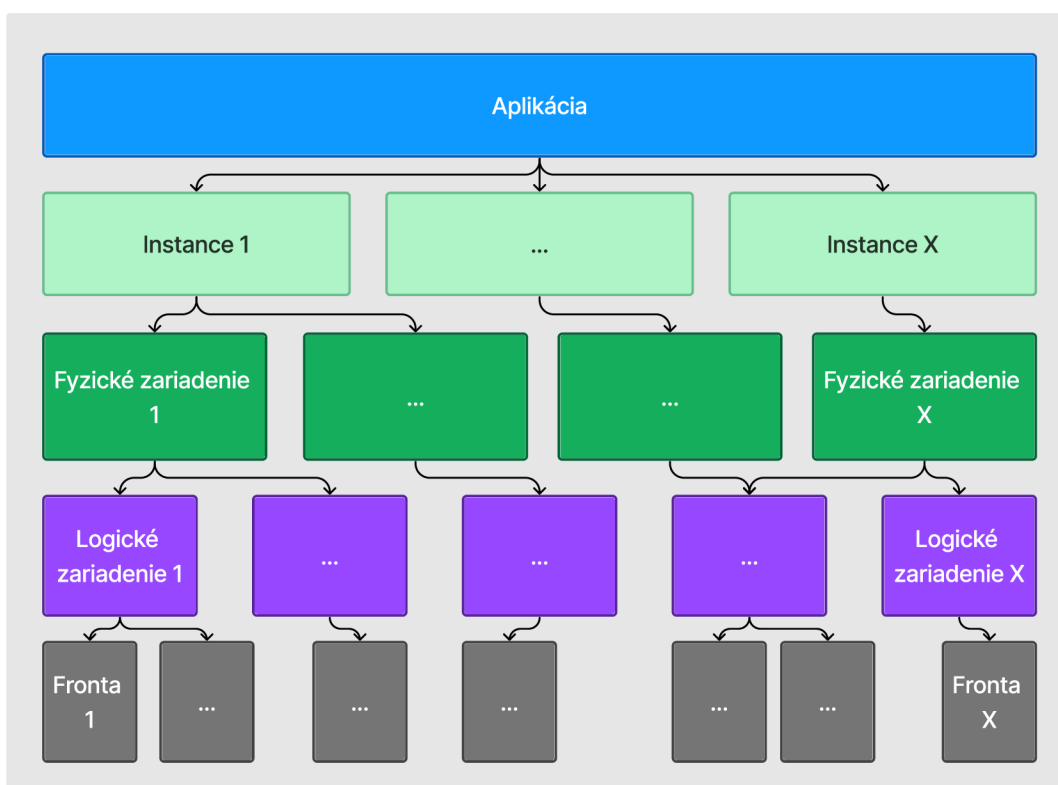 Aplikácia
Instance 1
...
Instance X
Fyzické zariadenie
1
...
...
Fyzické zariadenie
X
Logické
zariadenie 1
...
...
...
Logické
zariadenie X
Fronta
1
...
...
...
...
...
Fronta
X